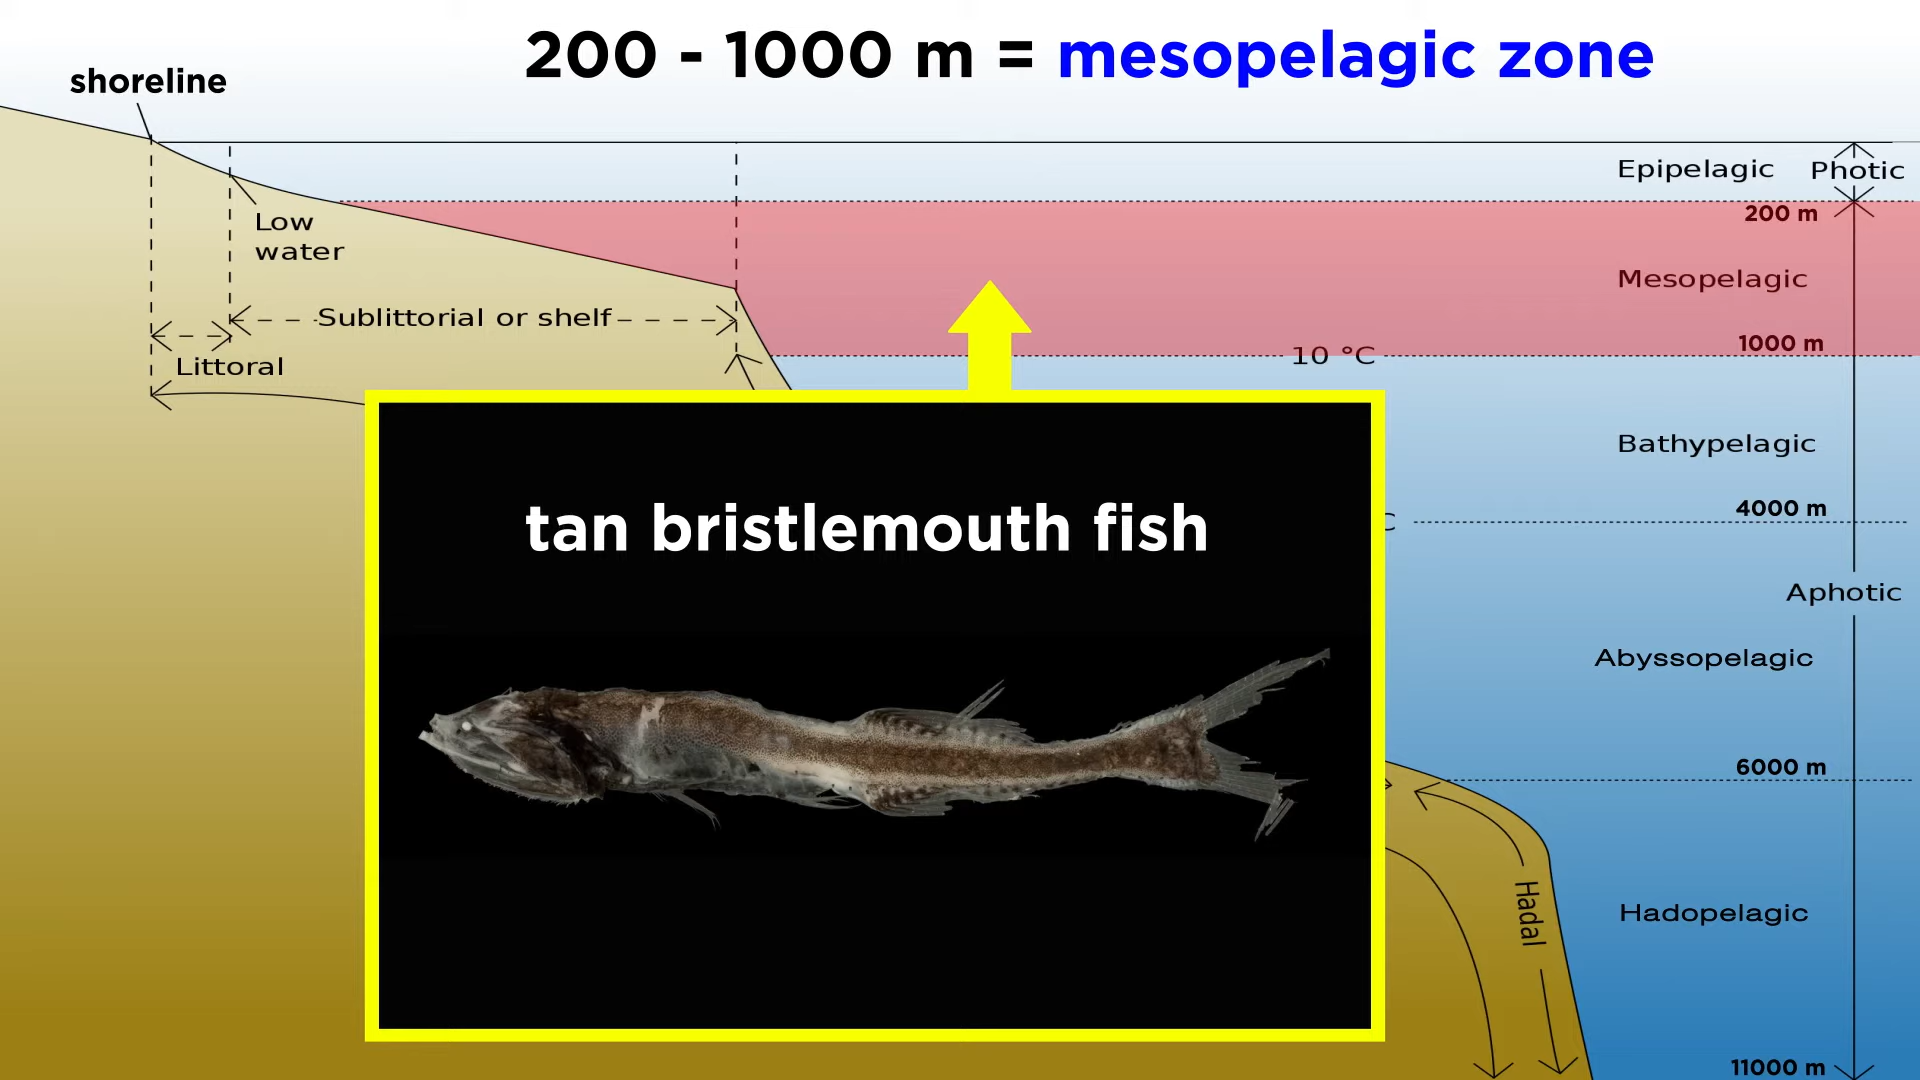 200 - 1000 m = mesopelagic zone
shoreline
Epipelagic
Photic
200 m
Low
water
Mesopelagic
Sublittorial or shelf
1000 m
10 °C
Littoral
Bathypelagic
4000 m
tan bristlemouth fish
C
Aphotic
Abyssopelagic
6000 m
Hadal
Hadopelagic
11000 m